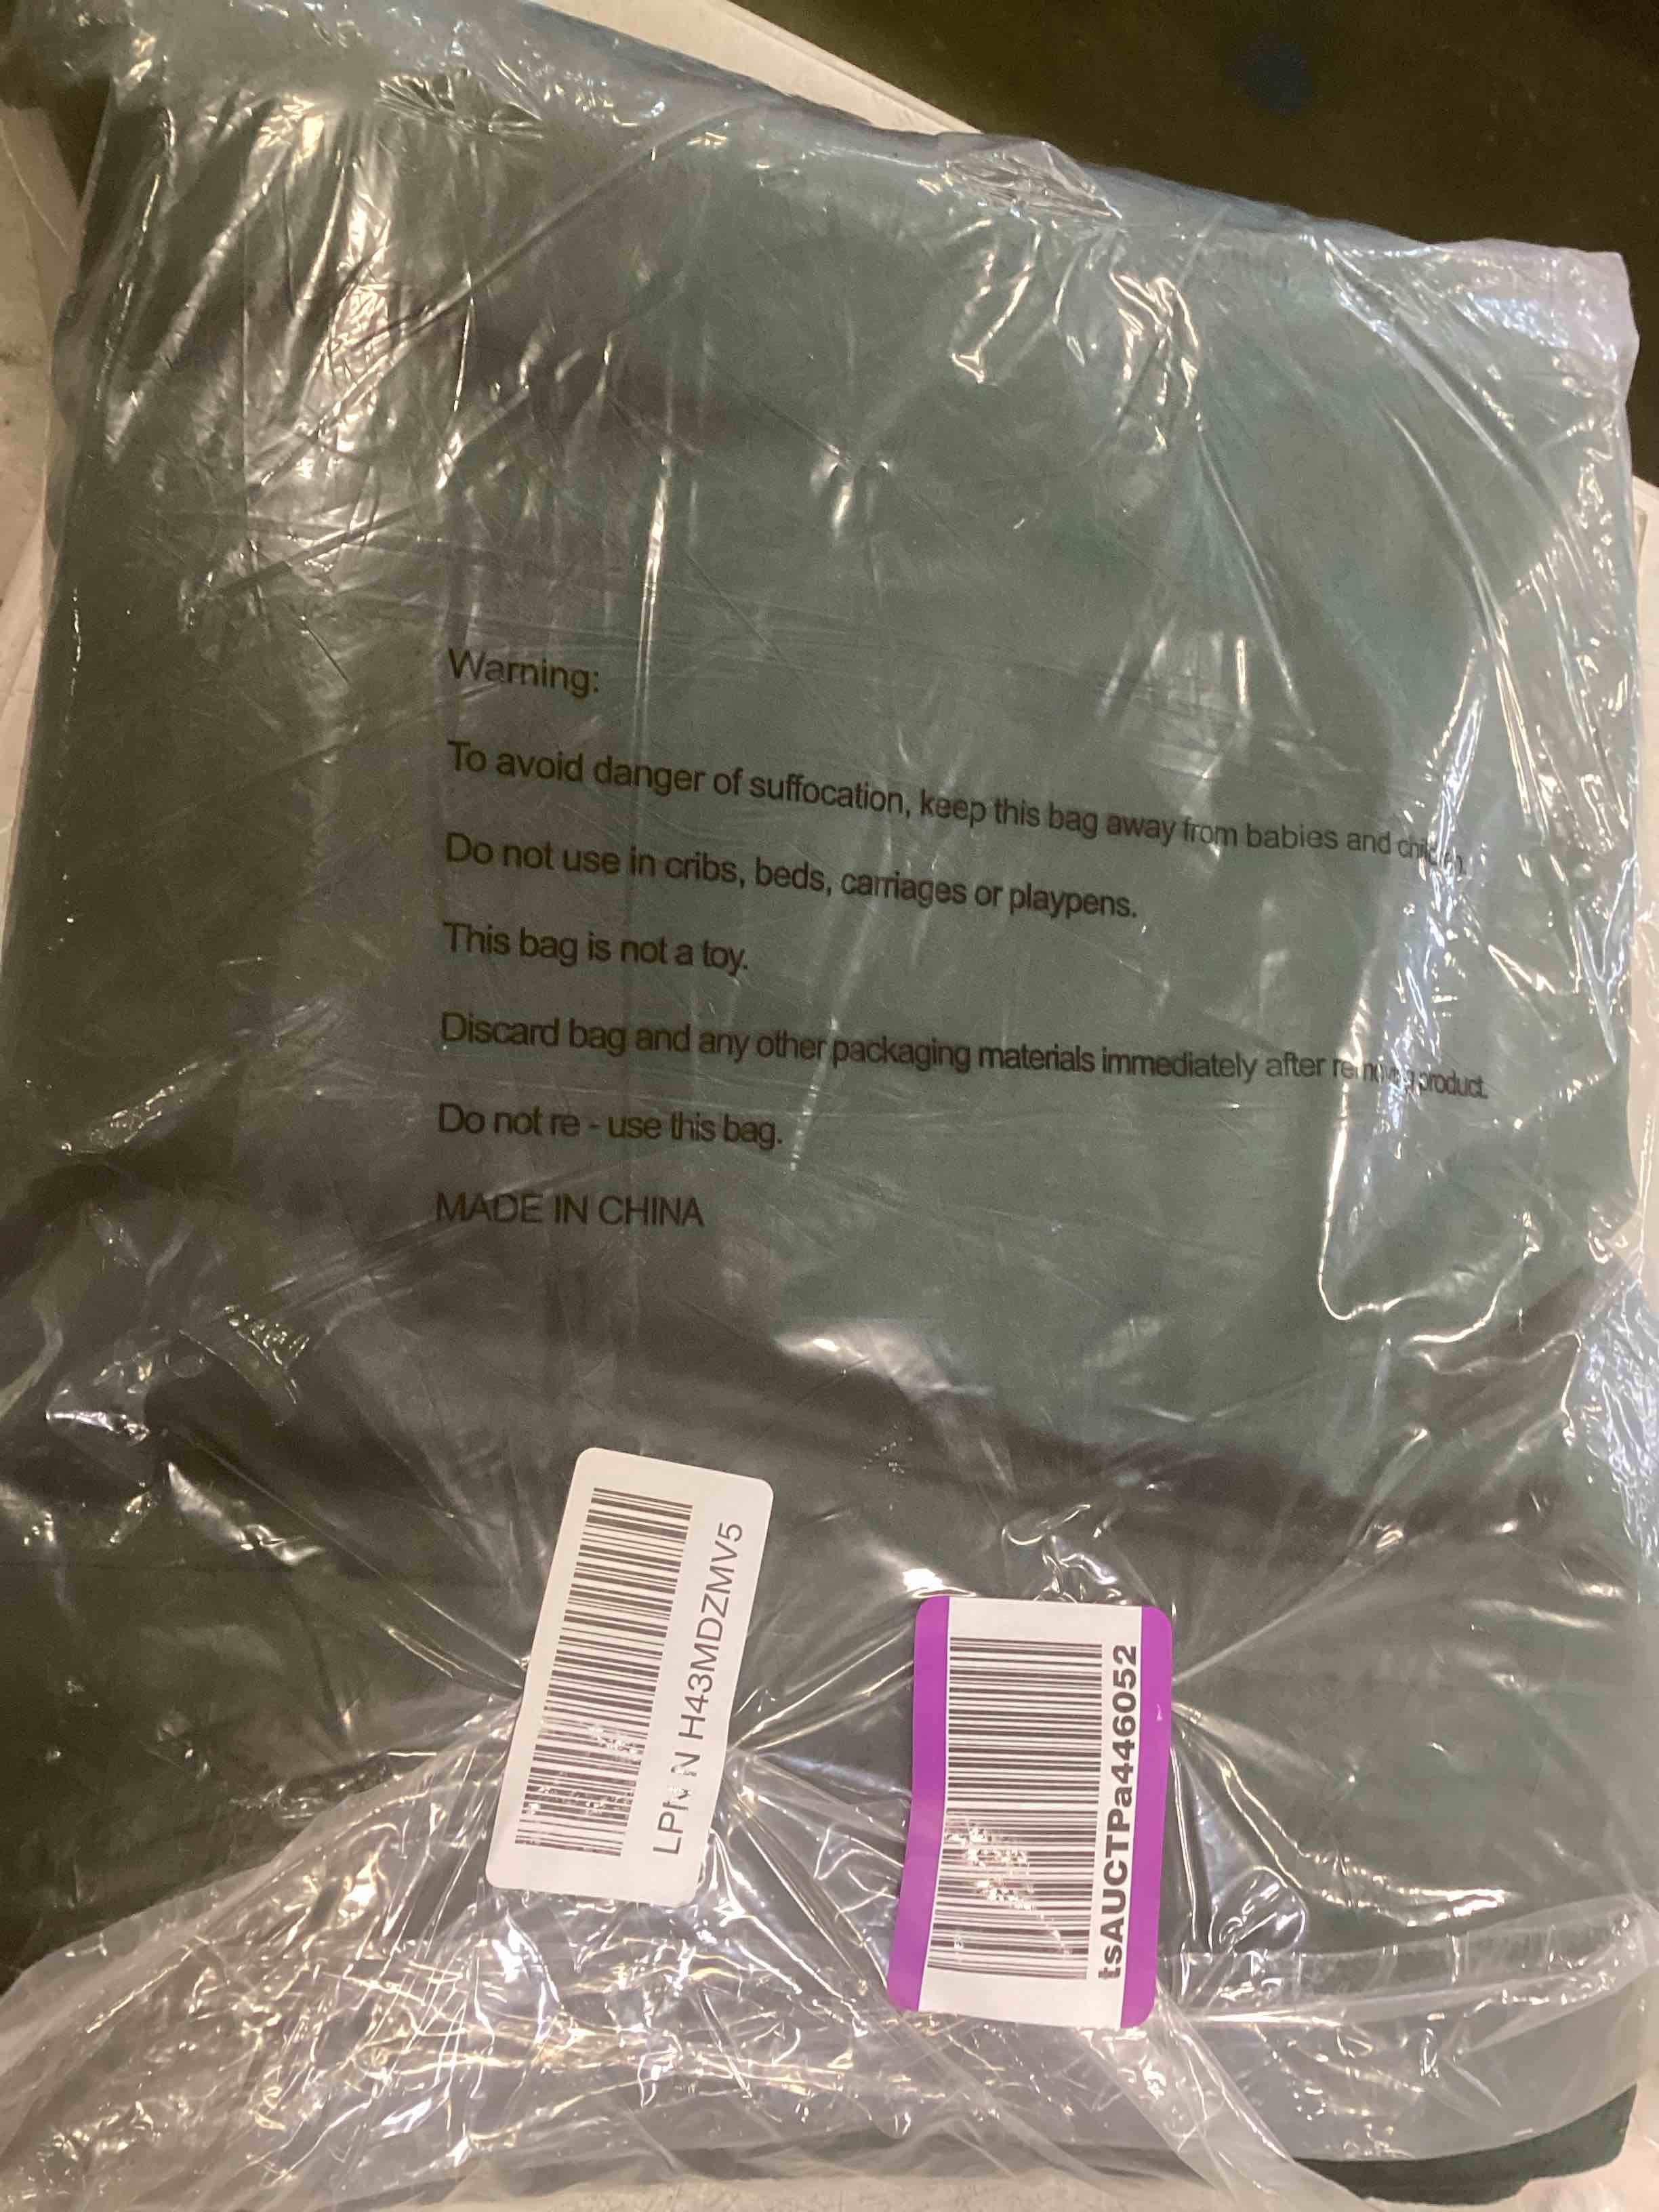 Warning:
To avoid danger of suffocation, keep this bag away from babies and children.
Do not use in cribs, beds, carriages or playpens.
This bag is not a toy.
Discard bag and any other packaging materials immediately after removing product.
Do not re - use this bag.
MADE IN CHINA
LPN N H43MDZMV5
tsAUCTPa446052